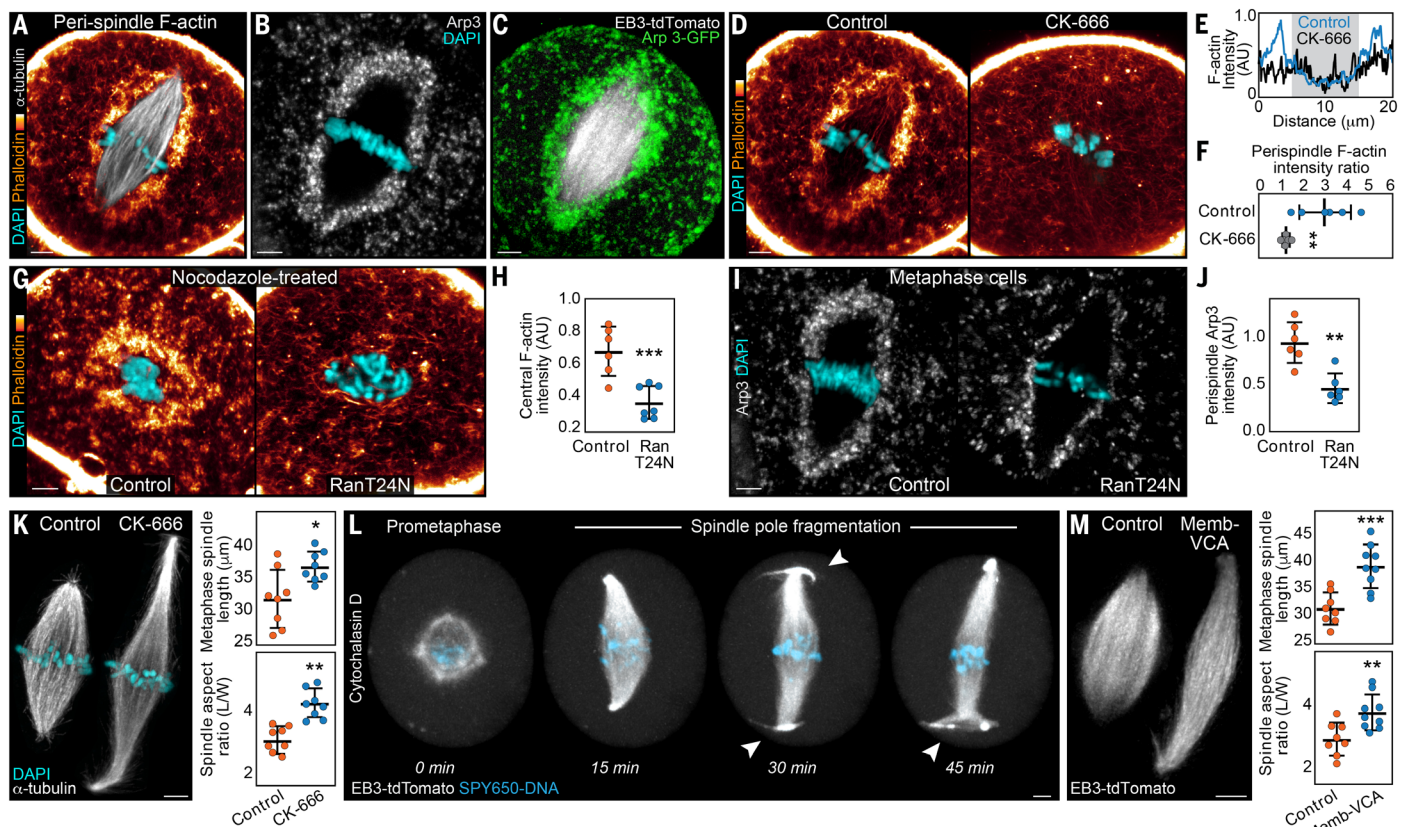 A
Peri-spindle F-actin
DAPI Phalloidin α-tubulin
B
Arp3
DAPI
C
EB3-tdTomato
Arp 3-GFP
D
Control
CK-666
DAPI Phalloidin
E
Control
CK-666
F-actin
Intensity
(AU)
1.0
0
0 10 20
Distance (μm)
F
Perispindle F-actin
intensity ratio
0 1 2 3 4 5 6
Control
CK-666
**
G
Nocodazole-treated
DAPI Phalloidin
Control
RanT24N
H
Central F-actin
intensity (AU)
1.0
0.8
0.6
0.4
0.2
***
Control
Ran
T24N
I
Metaphase cells
Arp3 DAPI
Control
RanT24N
J
Perispindle Arp3
intensity (AU)
1.0
0.5
0.0
**
Control
Ran
T24N
K
Control
CK-666
DAPI
α-tubulin
Metaphase spindle
length (μm)
40
35
30
25
*
Spindle aspect
ratio (L/W)
4
2
**
Control
CK-666
L
Prometaphase
Spindle pole fragmentation
Cytochalasin D
0 min
15 min
30 min
45 min
EB3-tdTomato SPY650-DNA
M
Control
Memb-
VCA
EB3-tdTomato
Metaphase spindle
length (μm)
45
40
35
30
25
***
Spindle aspect
ratio (L/W)
4
2
**
Control
Memb-VCA